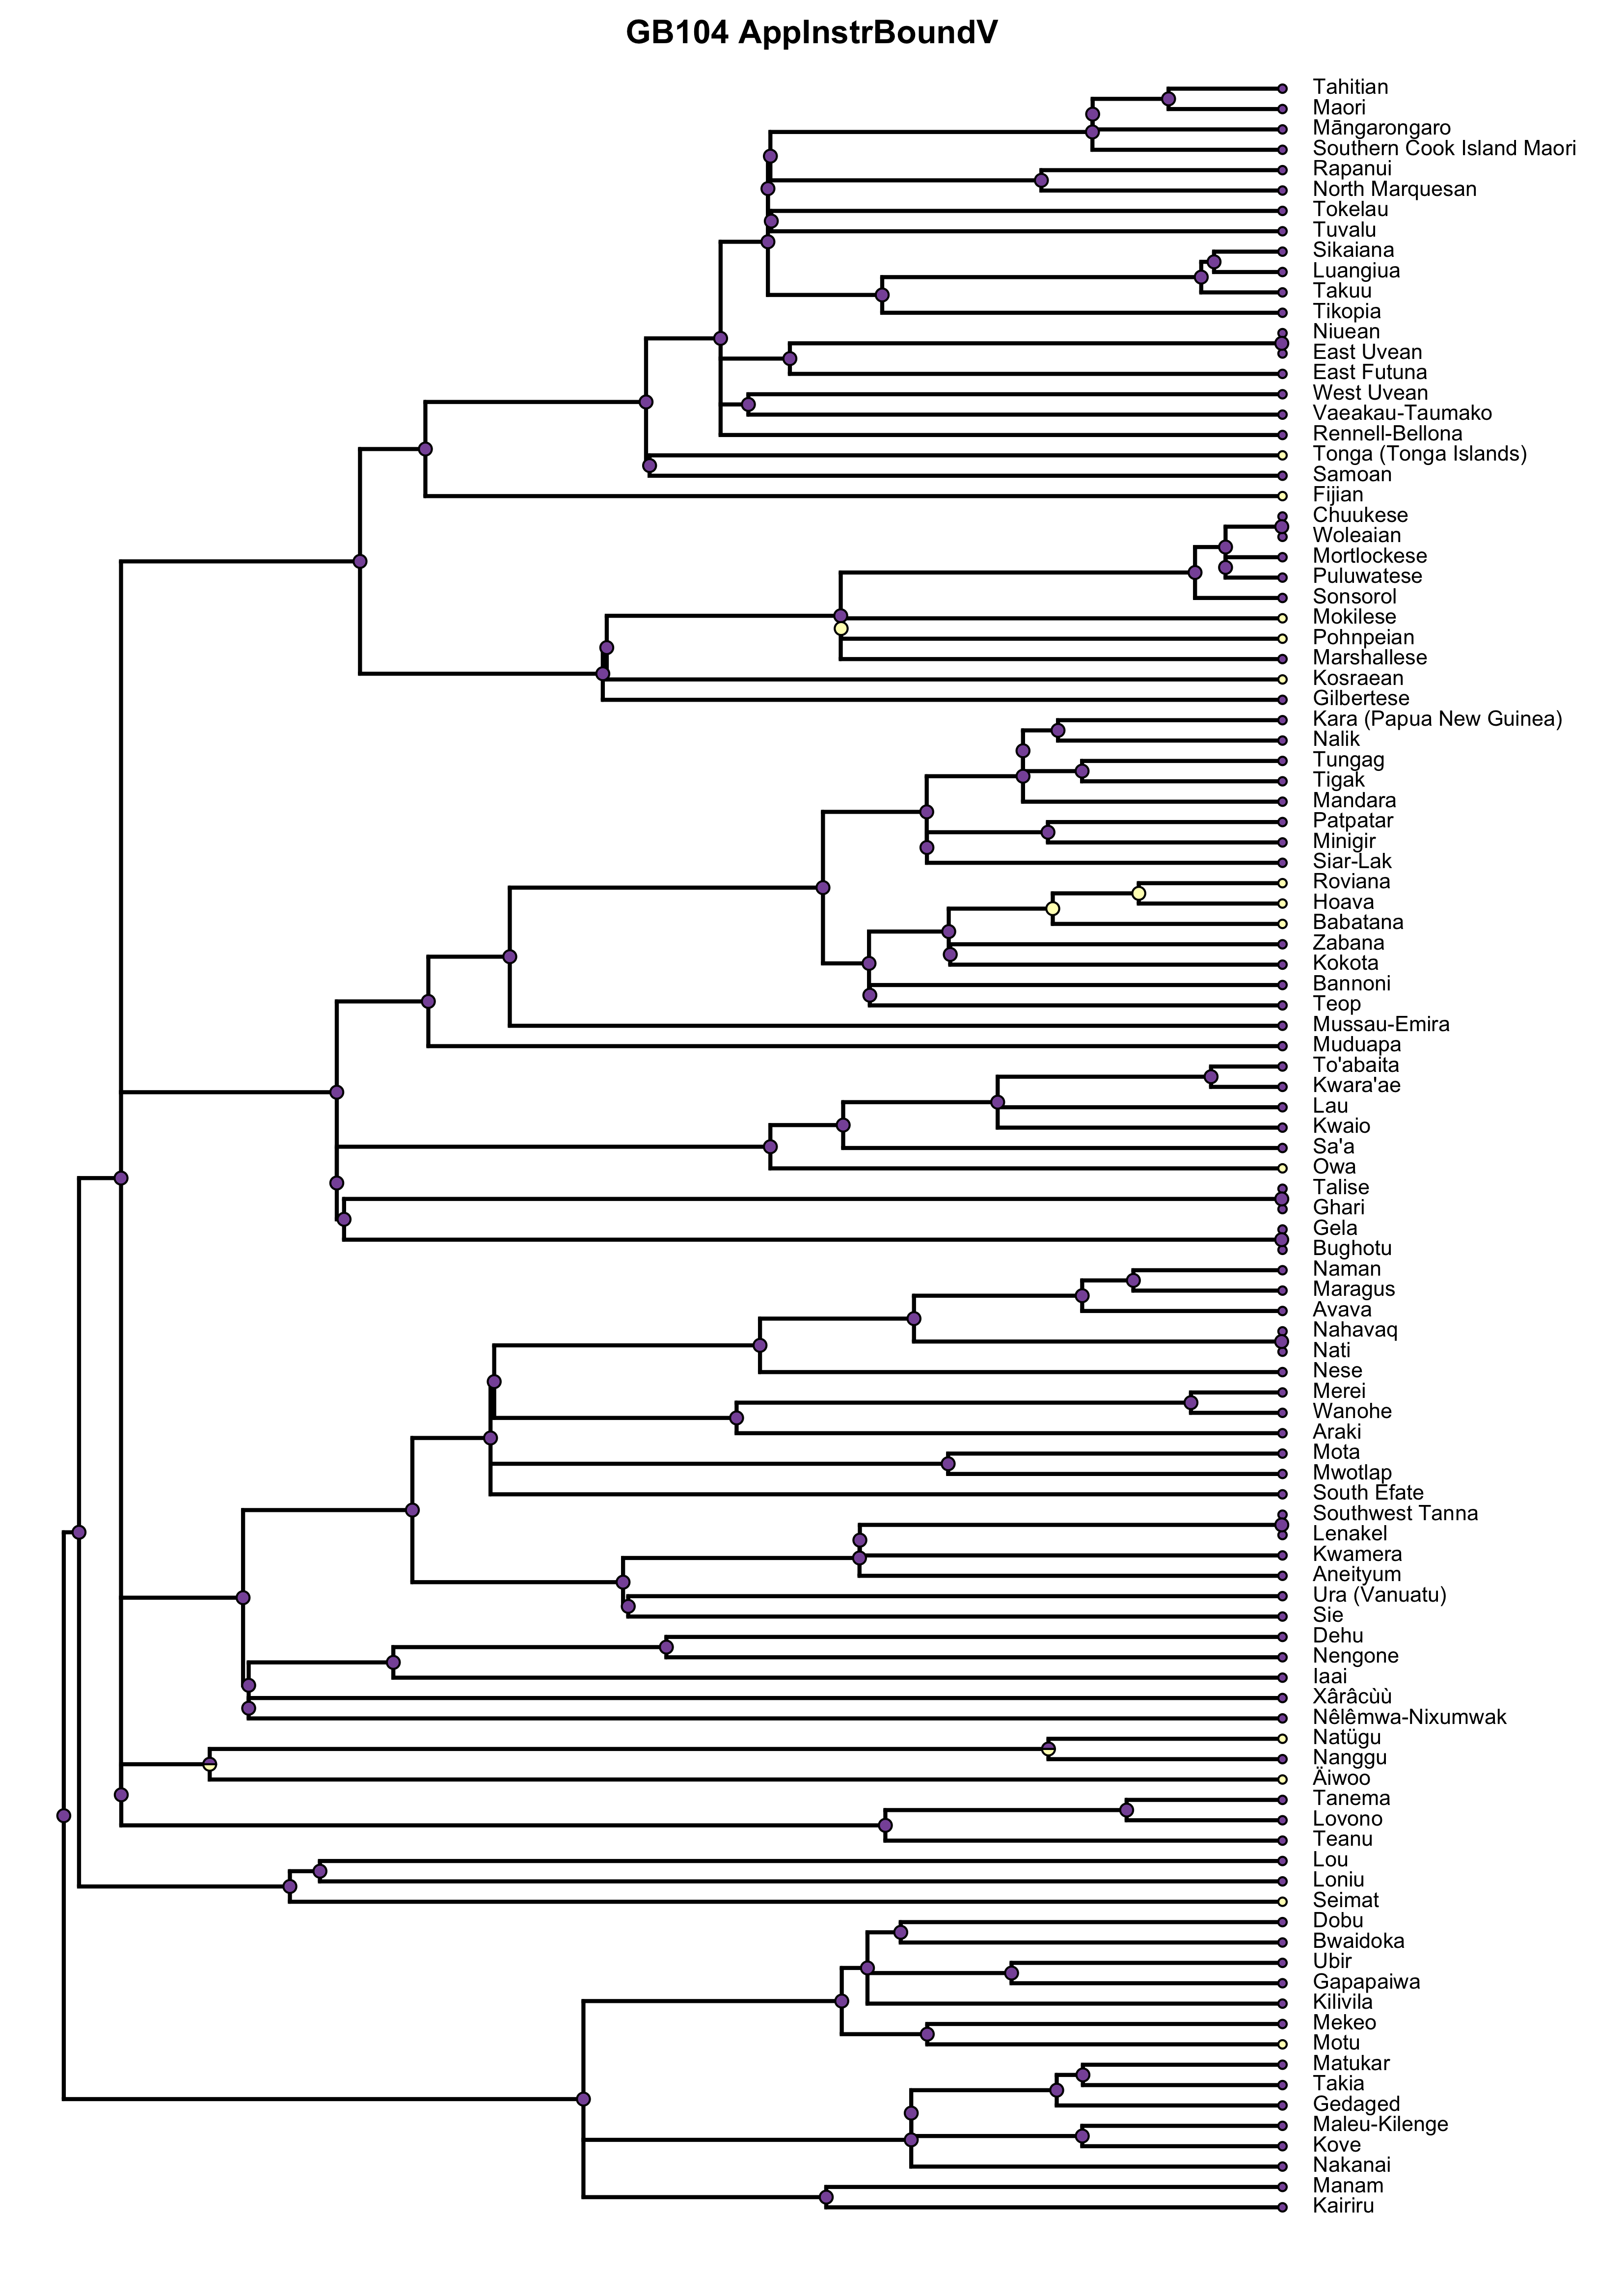 GB104 AppInstrBoundV
Tahitian
Maori
Māngarongaro
Southern Cook Island Maori
Rapanui
North Marquesan
Tokelau
Tuvalu
Sikaiana
Luangiua
Takuu
Tikopia
Niuean
East Uvean
East Futuna
West Uvean
Vaeakau-Taumako
Rennell-Bellona
Tonga (Tonga Islands)
Samoan
Fijian
Chuukese
Woleaian
Mortlockese
Puluwatese
Sonsorol
Mokilese
Pohnpeian
Marshallese
Kosraean
Gilbertese
Kara (Papua New Guinea)
Nalik
Tungag
Tigak
Mandara
Patpatar
Minigir
Siar-Lak
Roviana
Hoava
Babatana
Zabana
Kokota
Bannoni
Teop
Mussau-Emira
Muduapa
To'abaita
Kwara'ae
Lau
Kwaio
Sa'a
Owa
Talise
Ghari
Gela
Bughotu
Naman
Maragus
Avava
Nahavaq
Nati
Nese
Merei
Wanohe
Araki
Mota
Mwotlap
South Efate
Southwest Tanna
Lenakel
Kwamera
Aneityum
Ura (Vanuatu)
Sie
Dehu
Nengone
Iaai
Xârâcùù
Nêlêmwa-Nixumwak
Natügu
Nanggu
Äiwoo
Tanema
Lovono
Teanu
Lou
Loniu
Seimat
Dobu
Bwaidoka
Ubir
Gapapaiwa
Kilivila
Mekeo
Motu
Matukar
Takia
Gedaged
Maleu-Kilenge
Kove
Nakanai
Manam
Kairiru